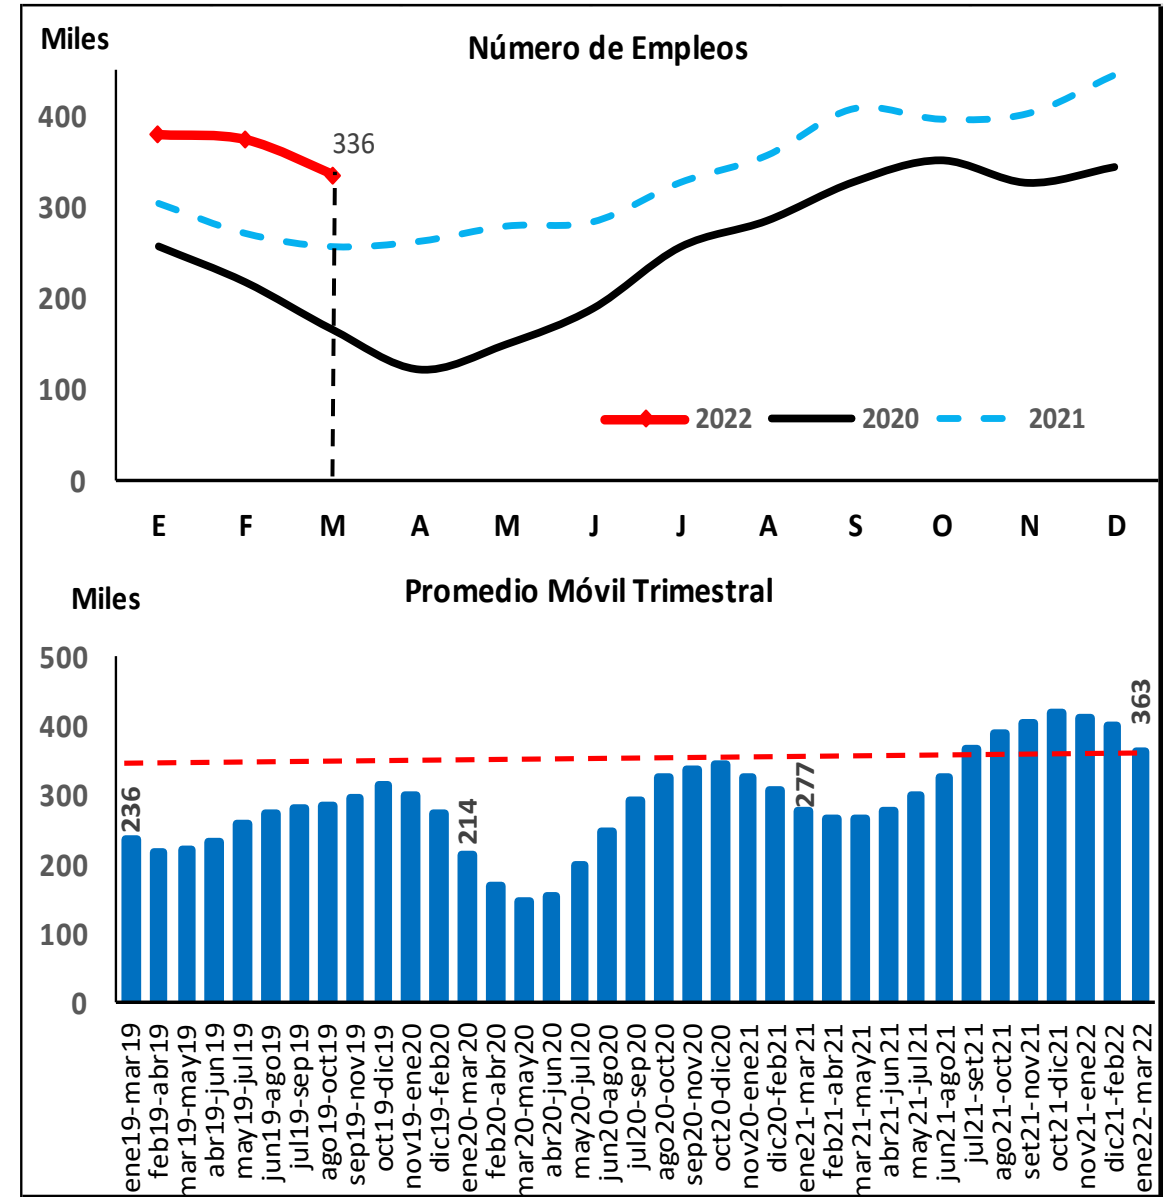 Miles
Número de Empleos
400
300
200
100
0
336
2022
2020
2021
E F M A M J J A S O N D
Promedio Móvil Trimestral
Miles
500
400
300
200
100
0
236
214
277
363
ene19-mar19
feb19-abr19
mar19-may19
abr19-jun19
may19-jul19
jun19-ago19
jul19-sep19
ago19-oct19
sep19-nov19
oct19-dic19
nov19-ene20
dic19-feb20
ene20-mar20
feb20-abr20
mar20-may20
abr20-jun20
may20-jul20
jun20-ago20
jul20-sep20
ago20-oct20
sep20-nov20
oct20-dic20
nov20-ene21
dic20-feb21
ene21-mar21
feb21-abr21
mar21-may21
abr21-jun21
may21-jul21
jun21-ago21
jul21-set21
ago21-oct21
set21-nov21
oct21-dic21
nov21-ene22
dic21-feb22
ene22-mar22